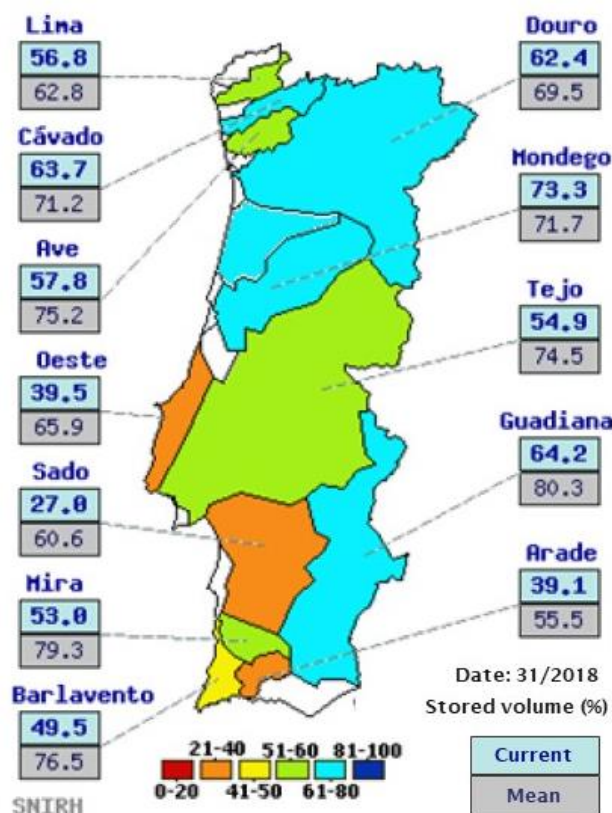 Lima
56.8
62.8
Cávado
63.7
71.2
Ave
57.8
75.2
Oeste
39.5
65.9
Sado
27.0
60.6
Mira
53.0
79.3
Barlavento
49.5
76.5
SNIRH
Douro
62.4
69.5
Mondego
73.3
71.7
Tejo
54.9
74.5
Guadiana
64.2
80.3
Arade
39.1
55.5
Date: 31/2018
Stored volume (%)
Current
Mean
21-40 51-60 81-100
0-20 41-50 61-80